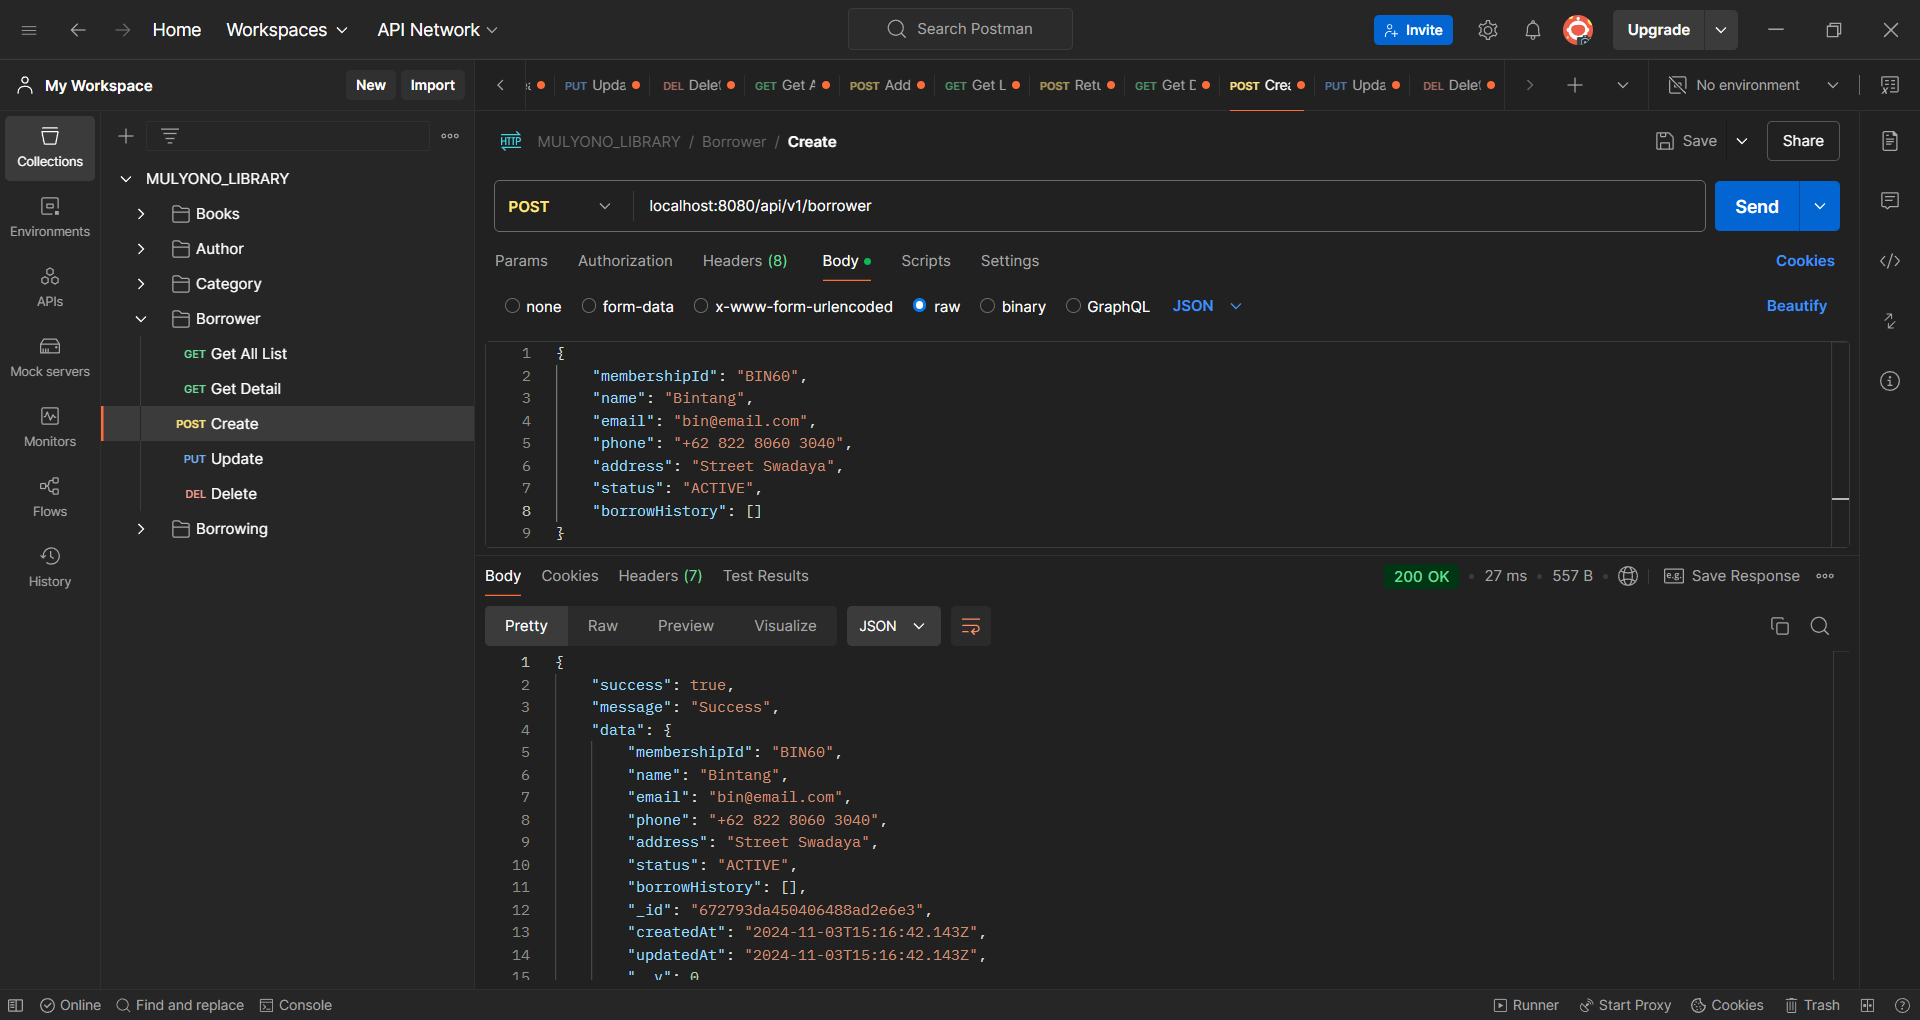 Home Workspaces API Network Search Postman Invite Upgrade
My Workspace New Import
PUT Upda DEL Delet GET Get A POST Add GET Get L POST Retu GET Get D POST Cre PUT Upda DEL Delet No environment
Collections
Environments
APIs
Mock servers
Monitors
Flows
History
MULYONO_LIBRARY
Books
Author
Category
Borrower
GET Get All List
GET Get Detail
POST Create
PUT Update
DEL Delete
Borrowing
HTTP MULYONO_LIBRARY / Borrower / Create Save Share
POST localhost:8080/api/v1/borrower Send
Params Authorization Headers (8) Body Scripts Settings Cookies
none form-data x-www-form-urlencoded raw binary GraphQL JSON Beautify
1 {
2 "membershipId": "BIN60",
3 "name": "Bintang",
4 "email": "bin@email.com",
5 "phone": "+62 822 8060 3040",
6 "address": "Street Swadaya",
7 "status": "ACTIVE",
8 "borrowHistory": []
9 }
Body Cookies Headers (7) Test Results 200 OK 27 ms 557 B e.g. Save Response
Pretty Raw Preview Visualize JSON
1 {
2 "success": true,
3 "message": "Success",
4 "data": {
5 "membershipId": "BIN60",
6 "name": "Bintang",
7 "email": "bin@email.com",
8 "phone": "+62 822 8060 3040",
9 "address": "Street Swadaya",
10 "status": "ACTIVE",
11 "borrowHistory": [],
12 "_id": "672793da450406488ad2e6e3",
13 "createdAt": "2024-11-03T15:16:42.143Z",
14 "updatedAt": "2024-11-03T15:16:42.143Z",
15 "__v": 0
Online Find and replace Console Runner Start Proxy Cookies Trash